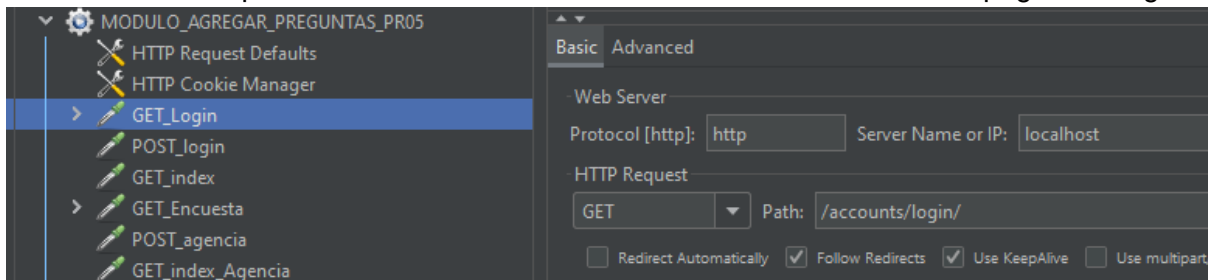 MODULO_AGREGAR_PREGUNTAS_PR05
HTTP Request Defaults
HTTP Cookie Manager
GET_Login
POST_login
GET_index
GET_Encuesta
POST_agencia
GET_index_Agencia
Basic Advanced
Web Server
Protocol [http]: http Server Name or IP: localhost
HTTP Request
GET Path: /accounts/login/
Redirect Automatically Follow Redirects Use KeepAlive Use multipart